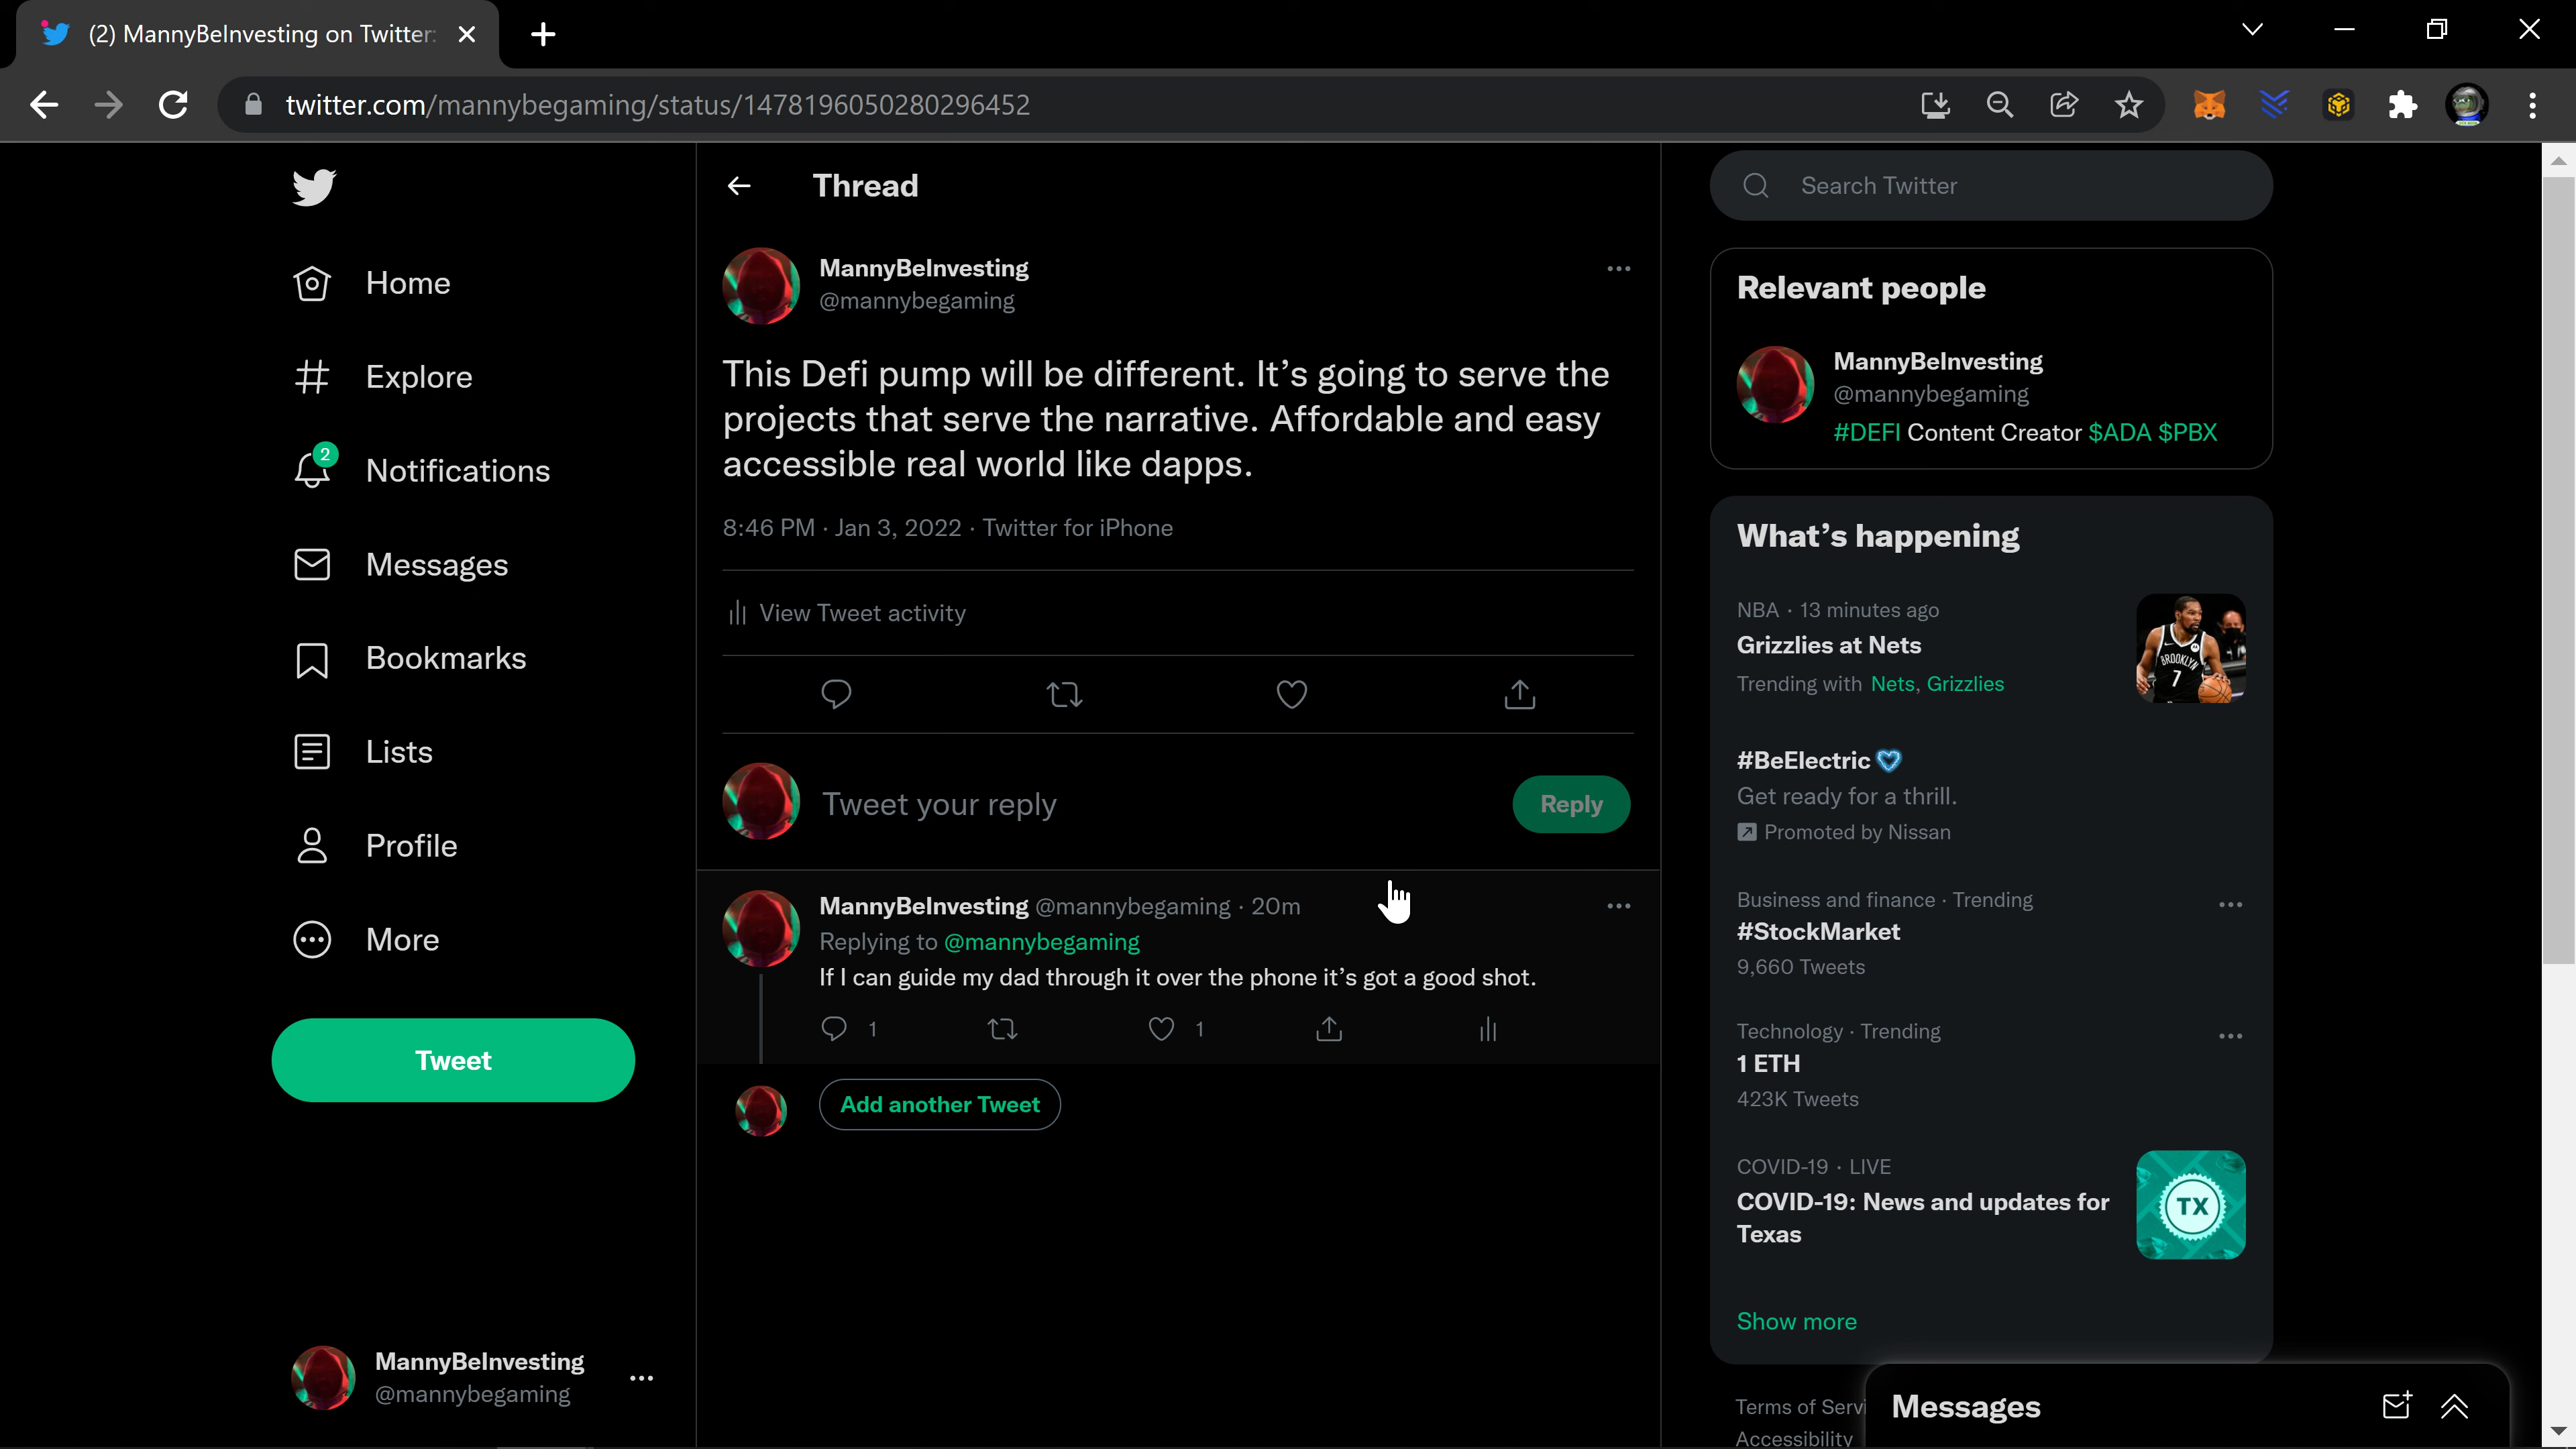 (2) MannyBeInvesting on Twitter:
twitter.com/mannybegaming/status/1478196050280296452
Home
Explore
2
Notifications
Messages
Bookmarks
Lists
Profile
More
Tweet
MannyBeInvesting
@mannybegaming
Thread
MannyBeInvesting
@mannybegaming
This Defi pump will be different. It’s going to serve the
projects that serve the narrative. Affordable and easy
accessible real world like dapps.
8:46 PM · Jan 3, 2022 · Twitter for iPhone
View Tweet activity
Tweet your reply
Reply
MannyBeInvesting @mannybegaming · 20m
Replying to @mannybegaming
If I can guide my dad through it over the phone it’s got a good shot.
1 1
Add another Tweet
Search Twitter
Relevant people
MannyBeInvesting
@mannybegaming
#DEFI Content Creator $ADA $PBX
What’s happening
NBA · 13 minutes ago
Grizzlies at Nets
Trending with Nets, Grizzlies
BROOKLYN
7
#BeElectric
Get ready for a thrill.
Promoted by Nissan
Business and finance · Trending
#StockMarket
9,660 Tweets
Technology · Trending
1 ETH
423K Tweets
COVID-19 · LIVE
COVID-19: News and updates for
Texas
TX
Show more
Terms of Servi
Accessibility
Messages